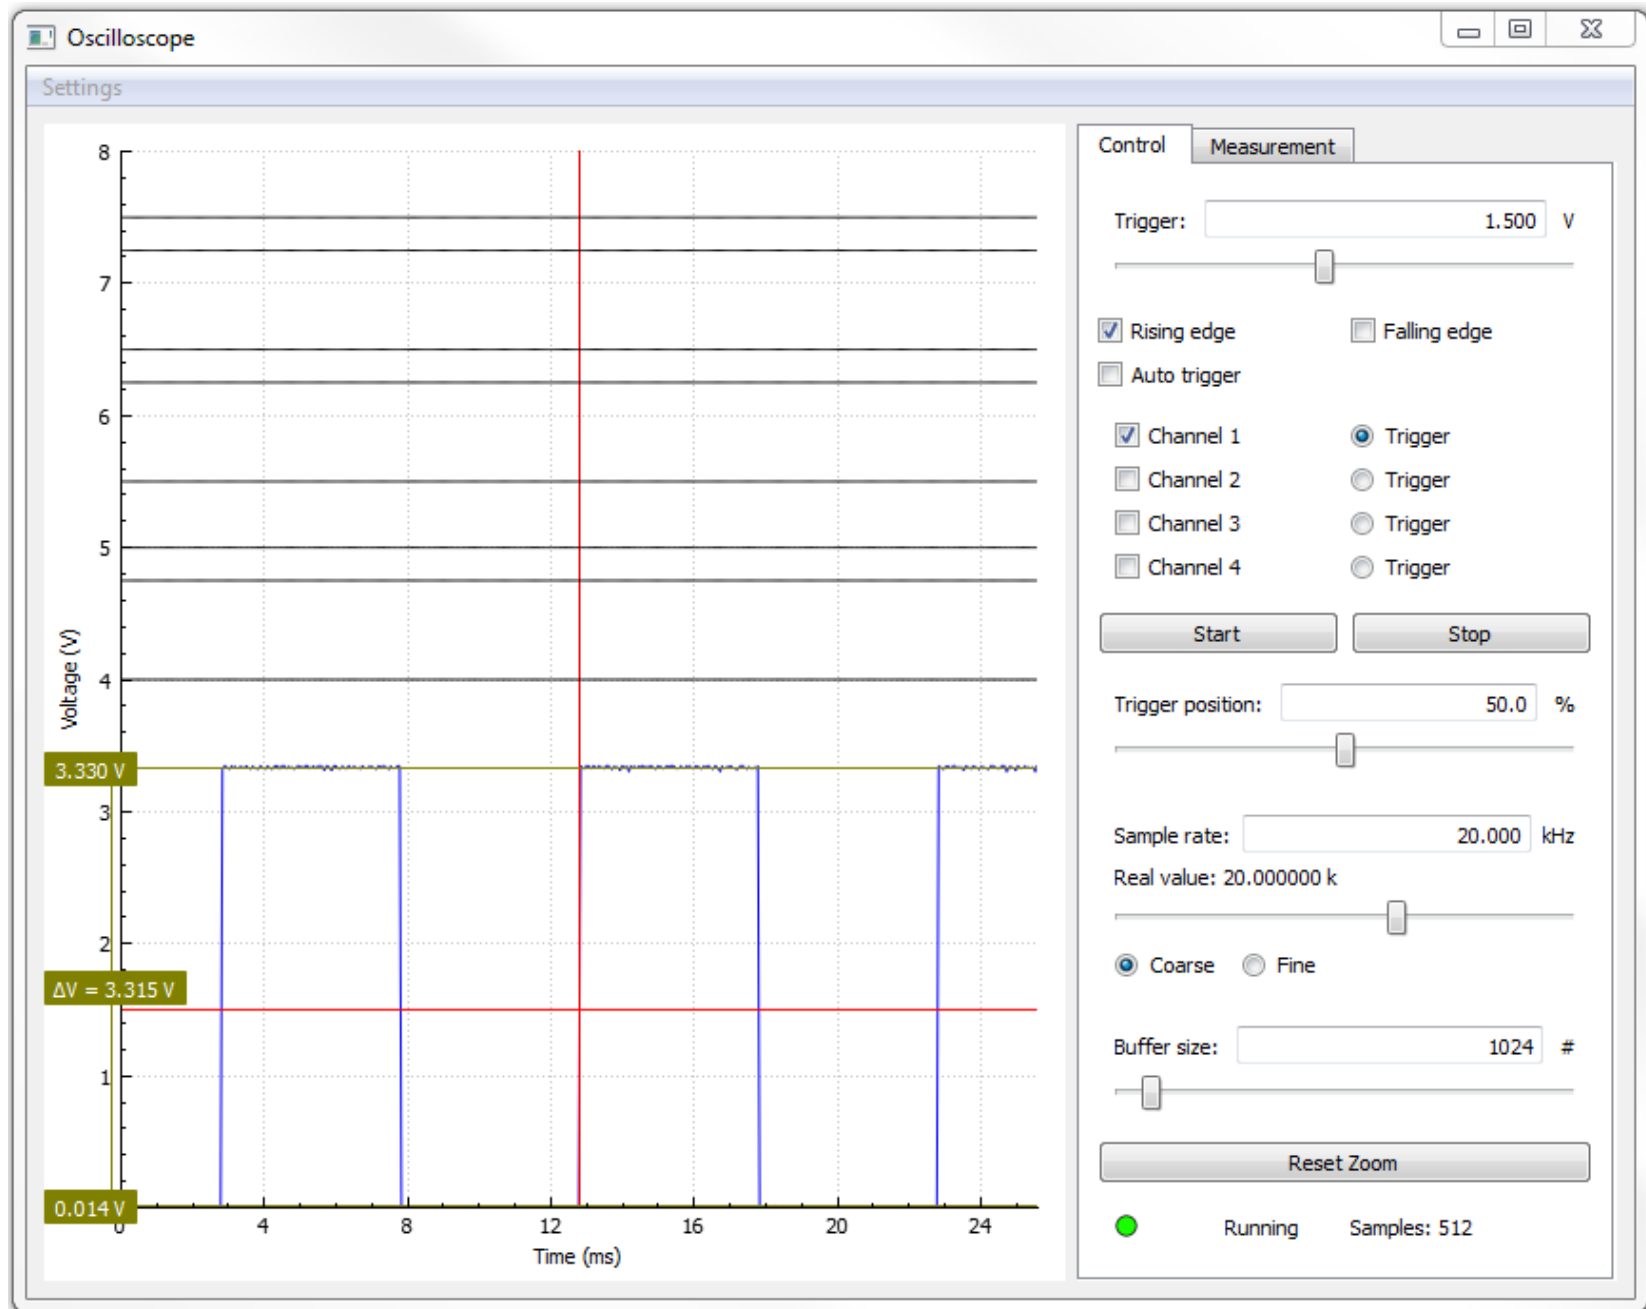 Oscilloscope
Settings
8
7
6
5
4
3
2
1
Voltage (V)
3.330 V
ΔV = 3.315 V
0.014 V
0
4
8
12
16
20
24
Time (ms)
Control
Measurement
Trigger:
1.500
V
Rising edge
Falling edge
Auto trigger
Channel 1
Trigger
Channel 2
Trigger
Channel 3
Trigger
Channel 4
Trigger
Start
Stop
Trigger position:
50.0
%
Sample rate:
20.000
kHz
Real value: 20.000000 k
Coarse
Fine
Buffer size:
1024
#
Reset Zoom
Running
Samples: 512